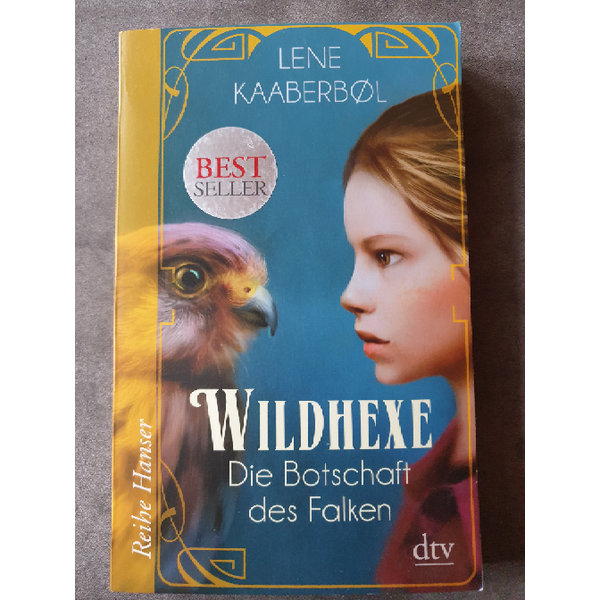 LENE
KAABERBØL
BEST
SELLER
WILDHEXE
Die Botschaft
des Falken
Reihe Hanser
dtv